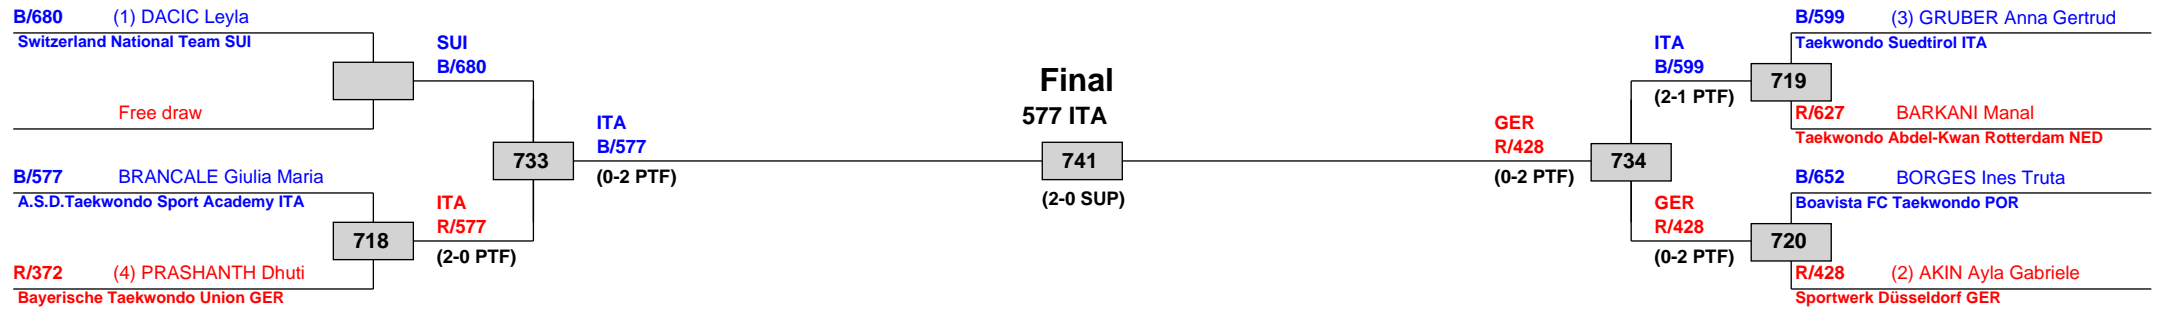 B/680 (1) DACIC Leyla
Switzerland National Team SUI
SUI
B/680
Free draw
B/577 BRANCALE Giulia Maria
A.S.D.Taekwondo Sport Academy ITA
718
ITA
R/577
(2-0 PTF)
R/372 (4) PRASHANTH Dhuti
Bayerische Taekwondo Union GER
733
ITA
B/577
(0-2 PTF)
Final
577 ITA
741
(2-0 SUP)
GER
R/428
(0-2 PTF)
734
ITA
B/599
(2-1 PTF)
GER
R/428
(0-2 PTF)
B/599 (3) GRUBER Anna Gertrud
Taekwondo Suedtirol ITA
719
R/627 BARKANI Manal
Taekwondo Abdel-Kwan Rotterdam NED
B/652 BORGES Ines Truta
Boavista FC Taekwondo POR
720
R/428 (2) AKIN Ayla Gabriele
Sportwerk Düsseldorf GER